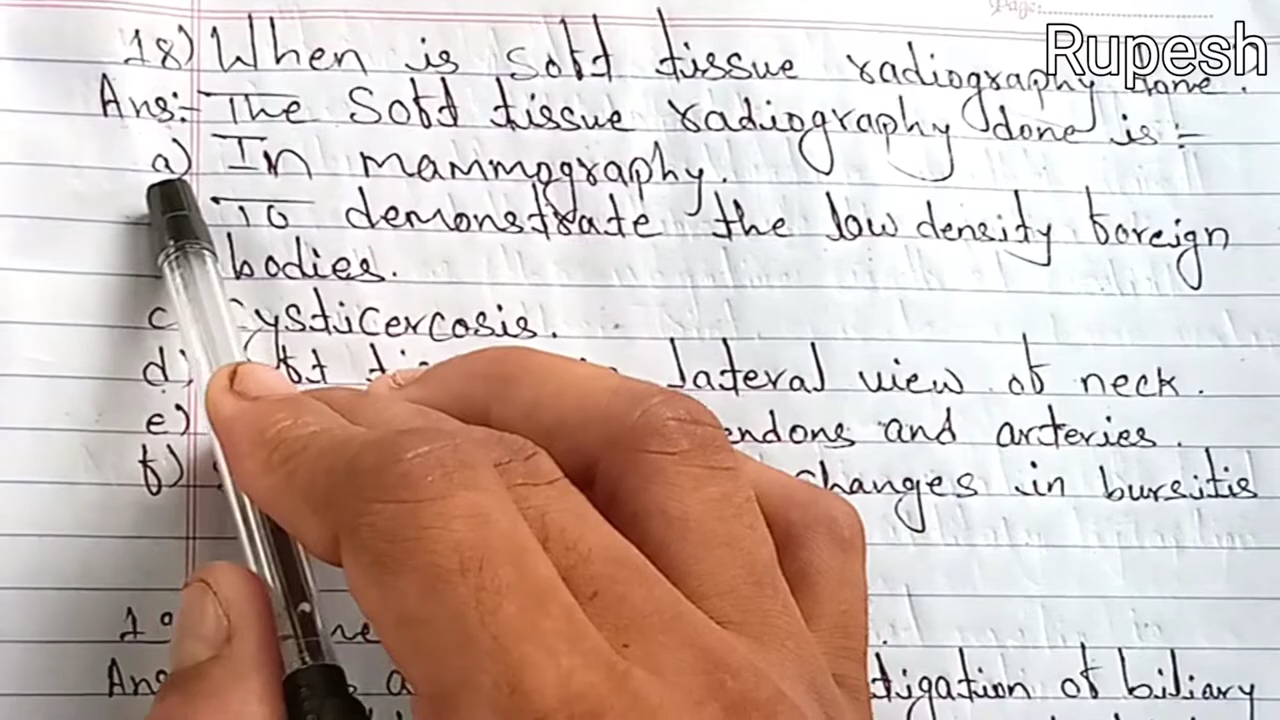 Page:
Rupesh
18) When is soft tissue radiography done.
Ans:- The Soft tissue radiography done is :-
a) In mammography.
To demonstrate the low density foreign
bodies.
c cysticercosis.
d) lateral view of neck.
e) endons and arteries.
f) changes in bursitis
19
Ans tigation of biliary